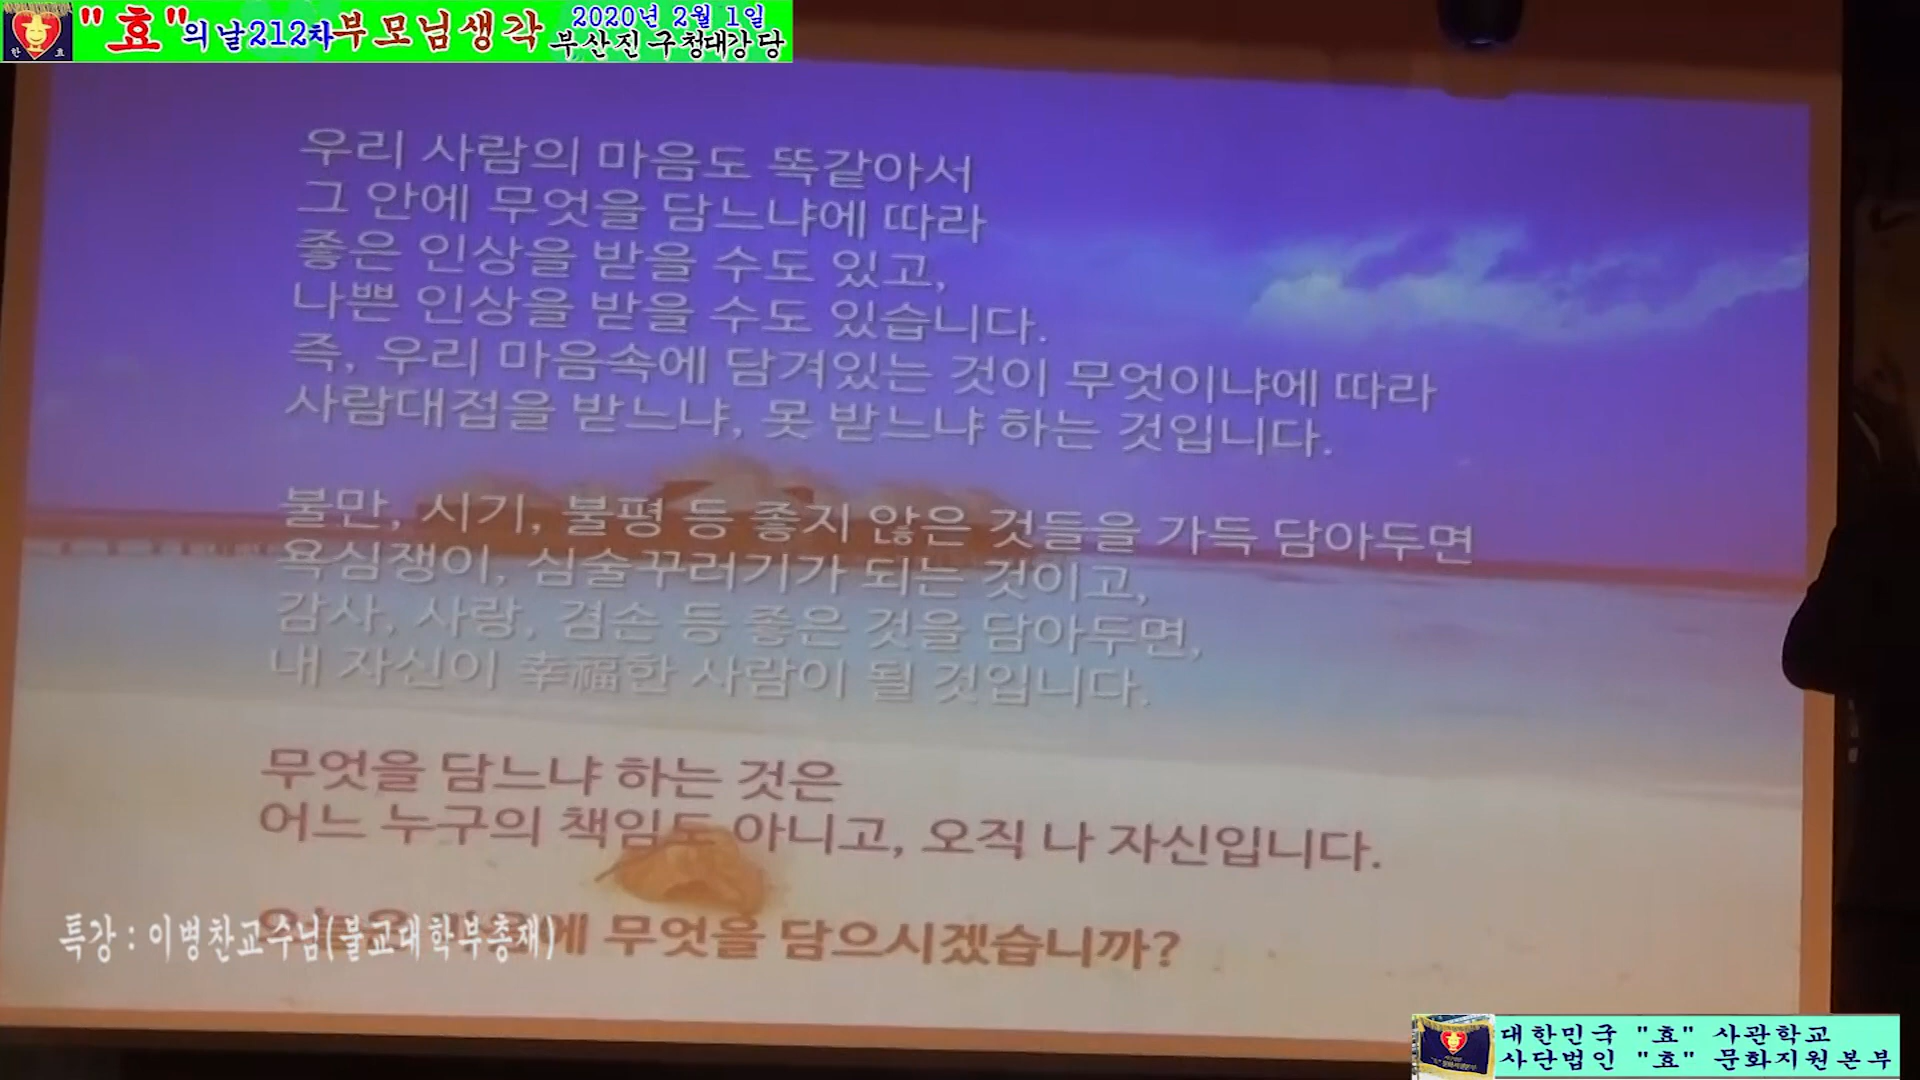 "효"의날212차부모님생각
2020년 2월 1일
부산진구청대강당
한 효
우리 사람의 마음도 똑같아서
그 안에 무엇을 담느냐에 따라
좋은 인상을 받을 수도 있고,
나쁜 인상을 받을 수도 있습니다.
즉, 우리 마음속에 담겨있는 것이 무엇이냐에 따라
사람대접을 받느냐, 못 받느냐 하는 것입니다.
불만, 시기, 불평 등 좋지 않은 것들을 가득 담아두면
욕심쟁이, 심술꾸러기가 되는 것이고,
감사, 사랑, 겸손 등 좋은 것을 담아두면,
내 자신이 幸福한 사람이 될 것입니다.
무엇을 담느냐 하는 것은
어느 누구의 책임도 아니고, 오직 나 자신입니다.
무엇을 담으시겠습니까?
특강 : 이병찬교수님(불교대학부총재)
대한민국 "효" 사관학교
사단법인 "효" 문화지원본부